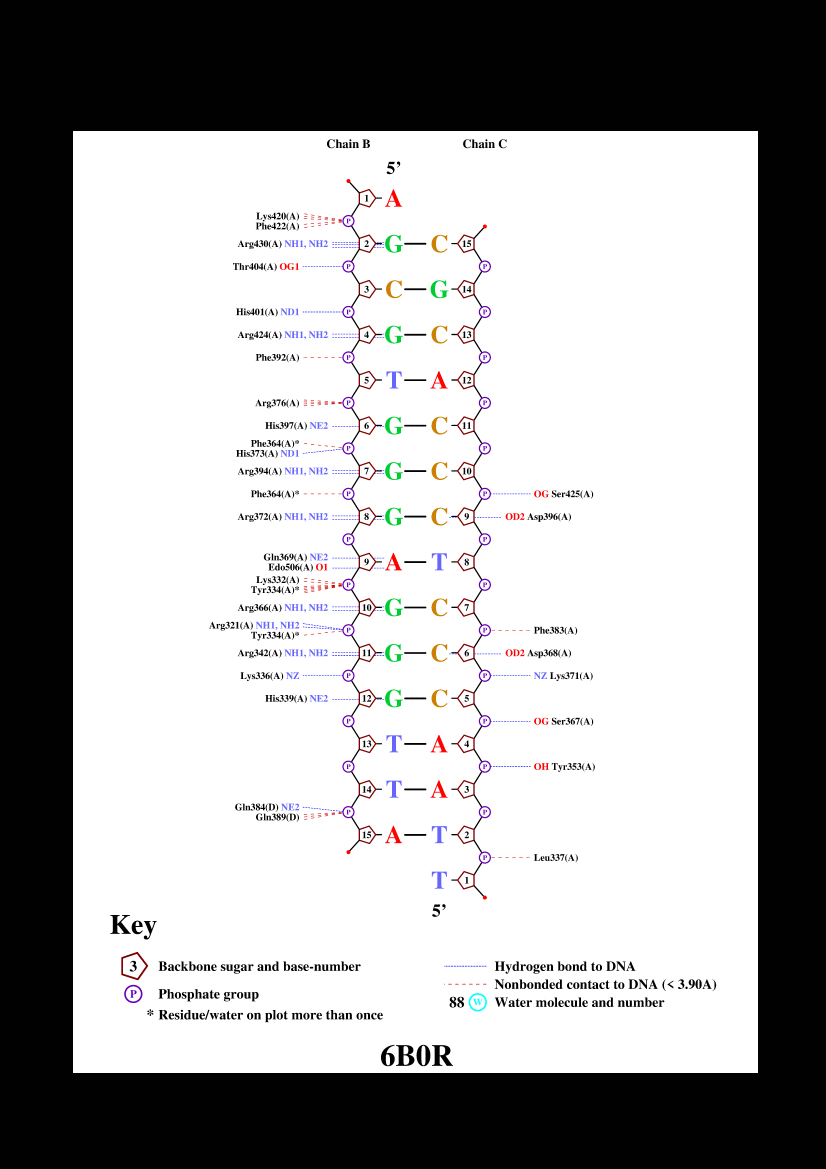 Chain B Chain C
5’
1 A
Lys420(A)
P
Phe422(A)
Arg430(A) NH1, NH2 2 G C 15
Thr404(A) OG1 P P
3 C G 14
His401(A) ND1 P P
Arg424(A) NH1, NH2 4 G C 13
Phe392(A) P P
5 T A 12
Arg376(A) P P
His397(A) NE2 6 G C 11
Phe364(A)*
P P
His373(A) ND1
Arg394(A) NH1, NH2 7 G C 10
Phe364(A)* P P OG Ser425(A)
Arg372(A) NH1, NH2 8 G C 9 OD2 Asp396(A)
P P
Gln369(A) NE2
9 A T 8
Edo506(A) O1
Lys332(A)
P P
Tyr334(A)*
Arg366(A) NH1, NH2 10 G C 7
Arg321(A) NH1, NH2
P P Phe383(A)
Tyr334(A)*
Arg342(A) NH1, NH2 11 G C 6 OD2 Asp368(A)
Lys336(A) NZ P P NZ Lys371(A)
His339(A) NE2 12 G C 5
P P OG Ser367(A)
13 T A 4
P P OH Tyr353(A)
14 T A 3
Gln384(D) NE2
P P
Gln389(D)
15 A T 2
P Leu337(A)
T 1
5’
Key
3 Backbone sugar and base-number
P Phosphate group
* Residue/water on plot more than once
Hydrogen bond to DNA
Nonbonded contact to DNA (< 3.90A)
88 W Water molecule and number
6B0R